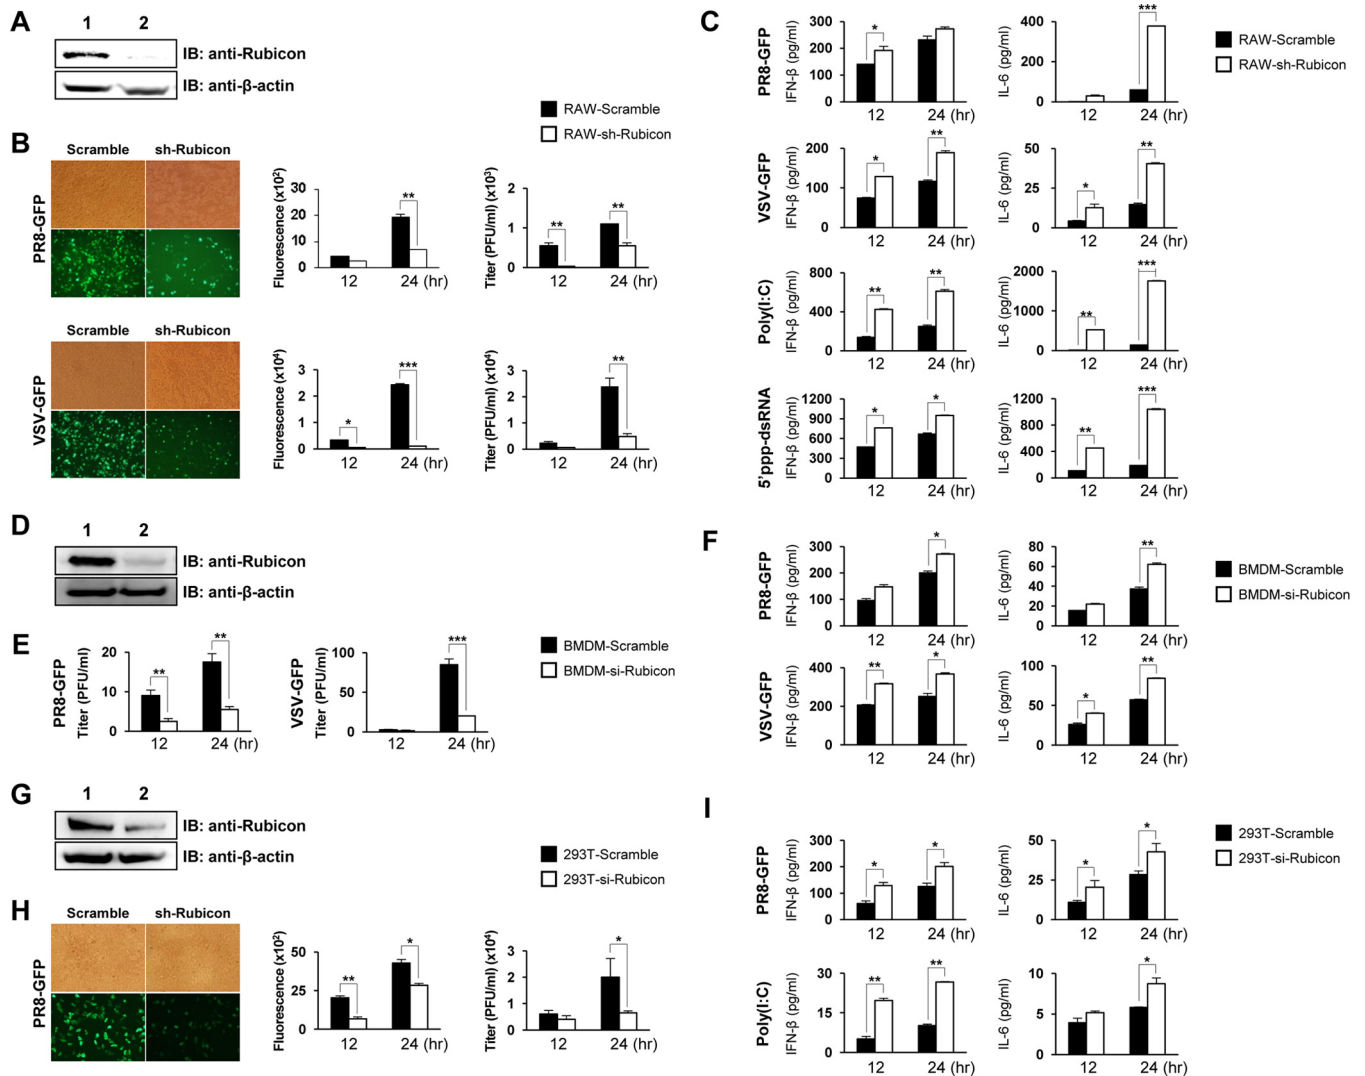 A
1 2
IB: anti-Rubicon
IB: anti-β-actin
RAW-Scramble
RAW-sh-Rubicon
B
Scramble sh-Rubicon
PR8-GFP
Fluorescence (x10²)
30
20
10
0
**
12 24 (hr)
Titer (PFU/ml) (x10³)
2
1
0
** **
12 24 (hr)
Scramble sh-Rubicon
VSV-GFP
Fluorescence (x10⁴)
3
2
1
0
* ***
12 24 (hr)
Titer (PFU/ml) (x10⁴)
3
2
1
0
**
12 24 (hr)
C
RAW-Scramble
RAW-sh-Rubicon
PR8-GFP
IFN-β (pg/ml)
300
200
100
0
*
12 24 (hr)
IL-6 (pg/ml)
400
200
0
***
12 24 (hr)
VSV-GFP
IFN-β (pg/ml)
200
100
0
* **
12 24 (hr)
IL-6 (pg/ml)
50
25
0
* **
12 24 (hr)
Poly(I:C)
IFN-β (pg/ml)
800
400
0
** **
12 24 (hr)
IL-6 (pg/ml)
2000
1000
0
** ***
12 24 (hr)
5'ppp-dsRNA
IFN-β (pg/ml)
1200
900
600
300
0
* *
12 24 (hr)
IL-6 (pg/ml)
1200
800
400
0
** ***
12 24 (hr)
D
1 2
IB: anti-Rubicon
IB: anti-β-actin
E
PR8-GFP
Titer (PFU/ml)
20
10
0
** **
12 24 (hr)
VSV-GFP
Titer (PFU/ml)
100
50
0
***
12 24 (hr)
BMDM-Scramble
BMDM-si-Rubicon
F
BMDM-Scramble
BMDM-si-Rubicon
PR8-GFP
IFN-β (pg/ml)
300
200
100
0
*
12 24 (hr)
IL-6 (pg/ml)
80
60
40
20
0
**
12 24 (hr)
VSV-GFP
IFN-β (pg/ml)
400
200
0
** *
12 24 (hr)
IL-6 (pg/ml)
100
50
0
* **
12 24 (hr)
G
1 2
IB: anti-Rubicon
IB: anti-β-actin
293T-Scramble
293T-si-Rubicon
H
Scramble sh-Rubicon
PR8-GFP
Fluorescence (x10²)
50
25
0
** *
12 24 (hr)
Titer (PFU/ml) (x10⁴)
3
2
1
0
*
12 24 (hr)
I
293T-Scramble
293T-si-Rubicon
PR8-GFP
IFN-β (pg/ml)
300
200
100
0
* *
12 24 (hr)
IL-6 (pg/ml)
50
25
0
* *
12 24 (hr)
Poly(I:C)
IFN-β (pg/ml)
30
15
0
** **
12 24 (hr)
IL-6 (pg/ml)
10
5
0
*
12 24 (hr)